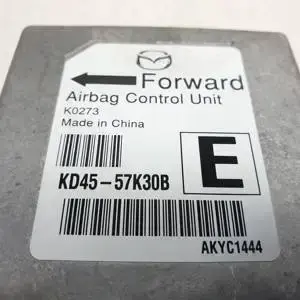 Forward
Airbag Control Unit
K0273
Made in China
E
KD45-57K30B
AKYC1444